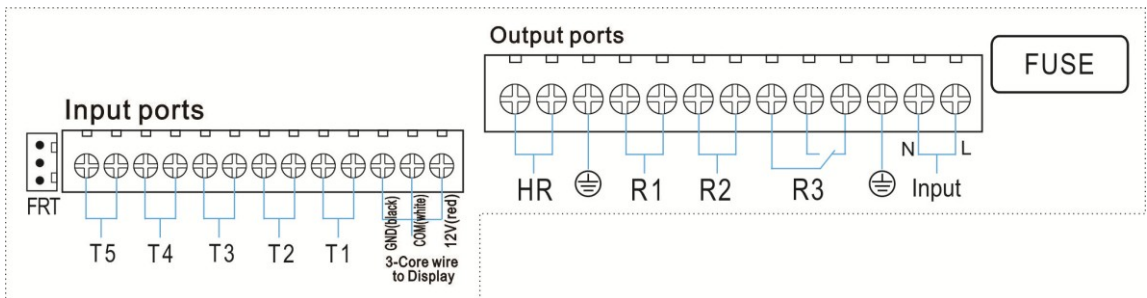 Output ports
FUSE
Input ports
N L
HR R1 R2 R3 Input
FRT
GND(black)
COM(white)
12V(red)
T5 T4 T3 T2 T1
3-Core wire
to Display